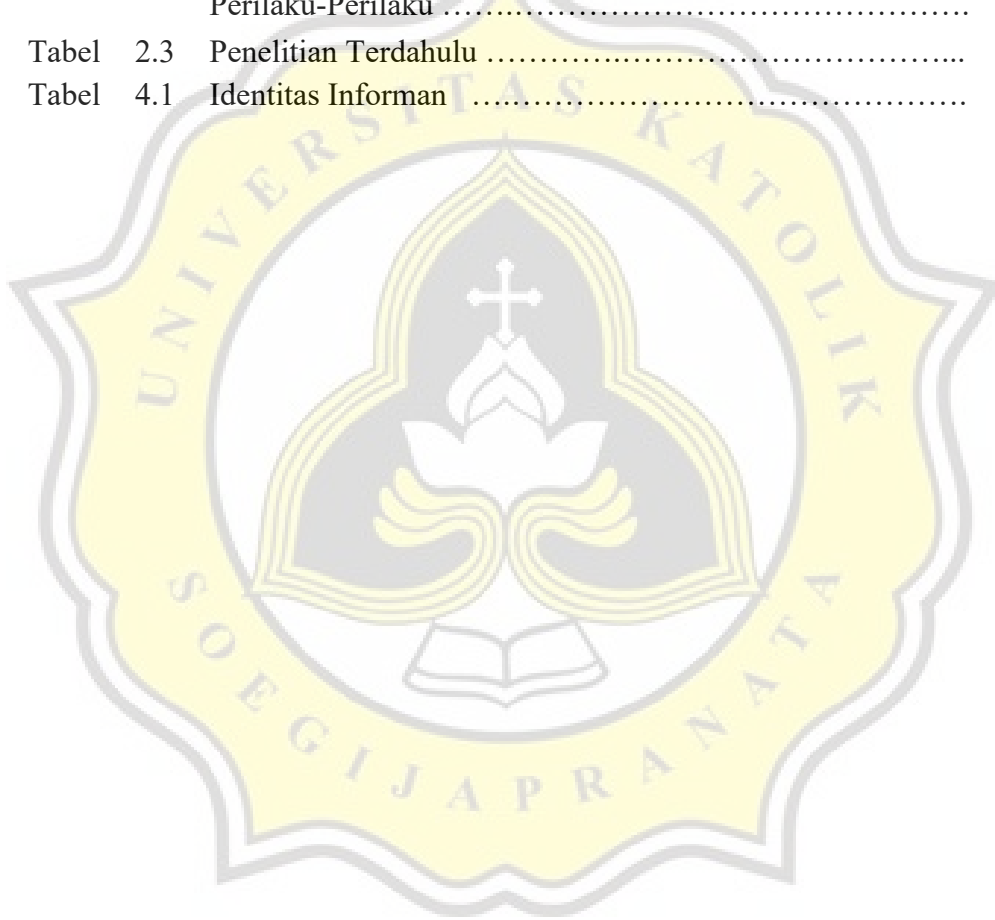 Perilaku-Perilaku …………………………………………….
Tabel 2.3 Penelitian Terdahulu ………….……………………………...
Tabel 4.1 Identitas Informan ….…………………………………….
UNIVERSITAS KATOLIK
SOEGIJAPRANATA